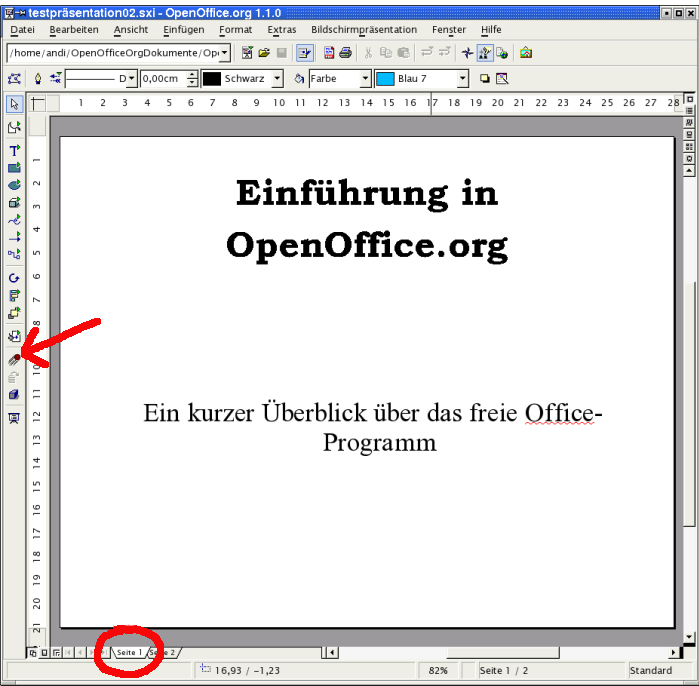 testpräsentation02.sxi - OpenOffice.org 1.1.0
Datei Bearbeiten Ansicht Einfügen Format Extras Bildschirmpräsentation Fenster Hilfe
/home/andi/OpenOfficeOrgDokumente/Ope
D 0,00cm Schwarz Farbe Blau 7
1 2 3 4 5 6 7 8 9 10 11 12 13 14 15 16 17 18 19 20 21 22 23 24 25 26 27 28
1
2
3
4
5
6
7
8
10
11
12
13
14
15
16
17
18
19
20
21
Einführung in
OpenOffice.org
Ein kurzer Überblick über das freie Office-
Programm
Seite 1 Seite 2
16,93 / -1,23 82% Seite 1 / 2 Standard